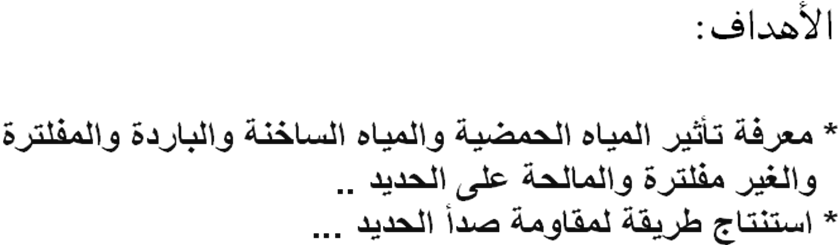 الأهداف:
* معرفة تأثير المياه الحمضية والمياه الساخنة والباردة والمفلترة
والغير مفلترة والمالحة على الحديد ..
* استنتاج طريقة لمقاومة صدأ الحديد ...